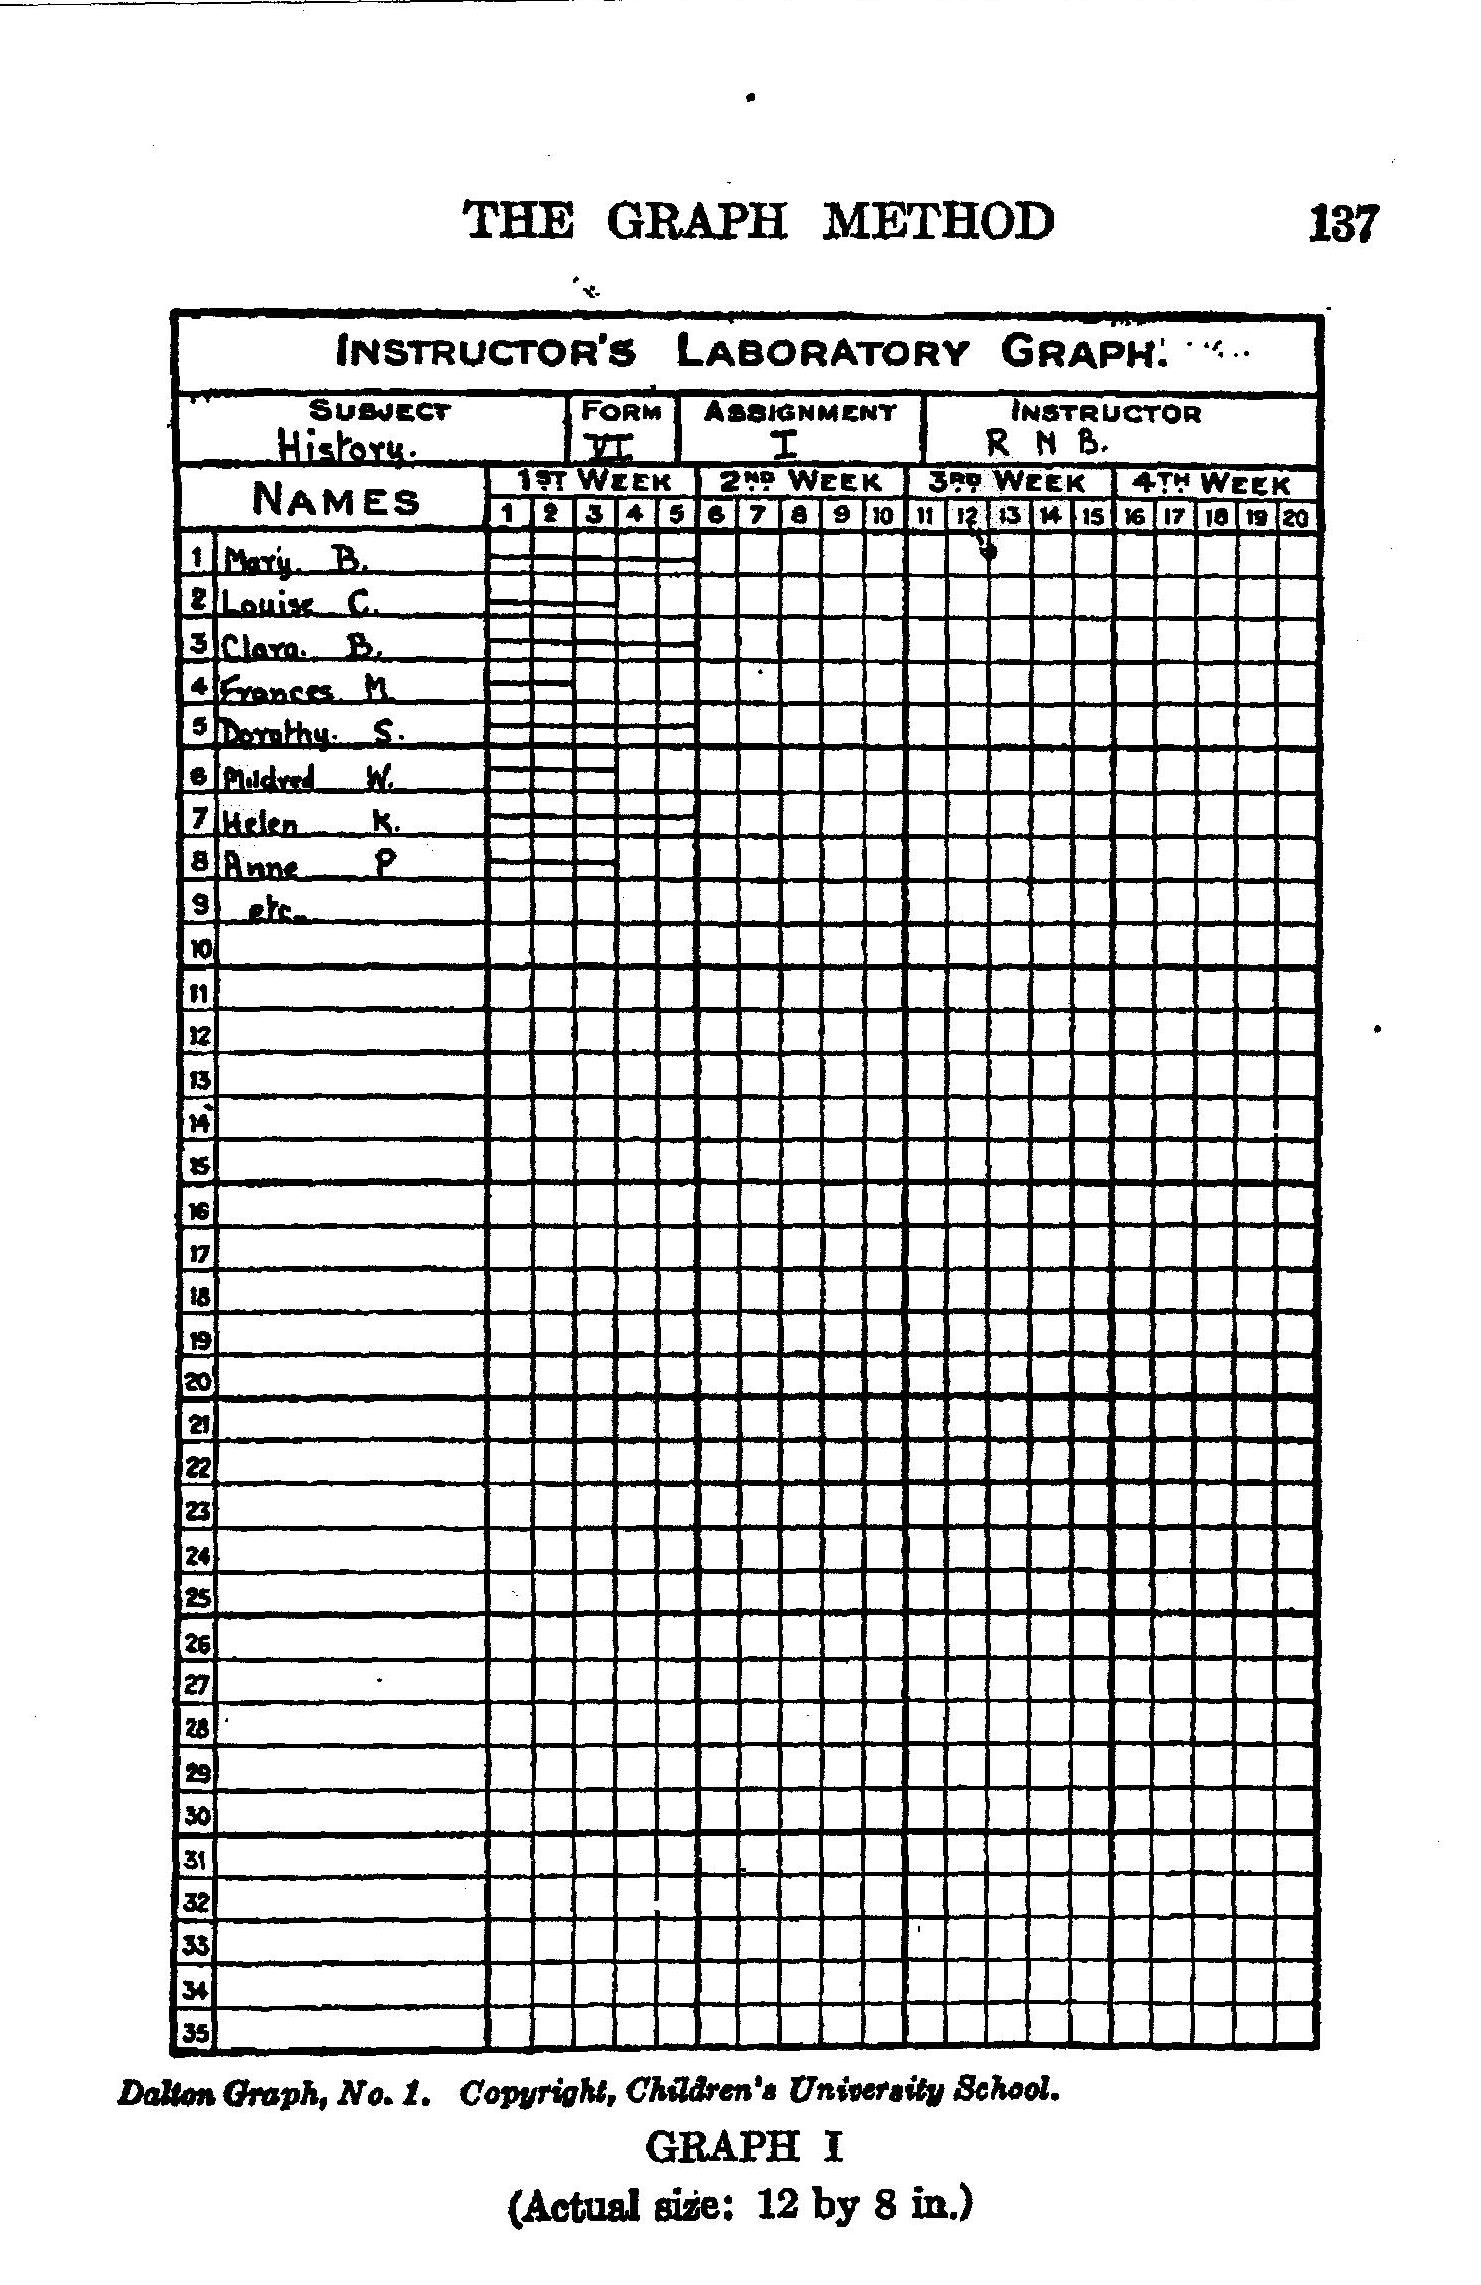 THE GRAPH METHOD 137
INSTRUCTOR'S LABORATORY GRAPH.
SUBJECT FORM ASSIGNMENT INSTRUCTOR
History. VI I R N B.
NAMES 1ST WEEK 2ND WEEK 3RD WEEK 4TH WEEK
1 2 3 4 5 6 7 8 9 10 11 12 13 14 15 16 17 18 19 20
1 Mary. B.
2 Louise C.
3 Clara. B.
4 Frances. M.
5 Dorothy. S.
6 Mildred W.
7 Helen K.
8 Anne P
9 etc.
10
11
12
13
14
15
16
17
18
19
20
21
22
23
24
25
26
27
28
29
30
31
32
33
34
35
Dalton Graph, No. 1. Copyright, Children's University School.
GRAPH I
(Actual size: 12 by 8 in.)